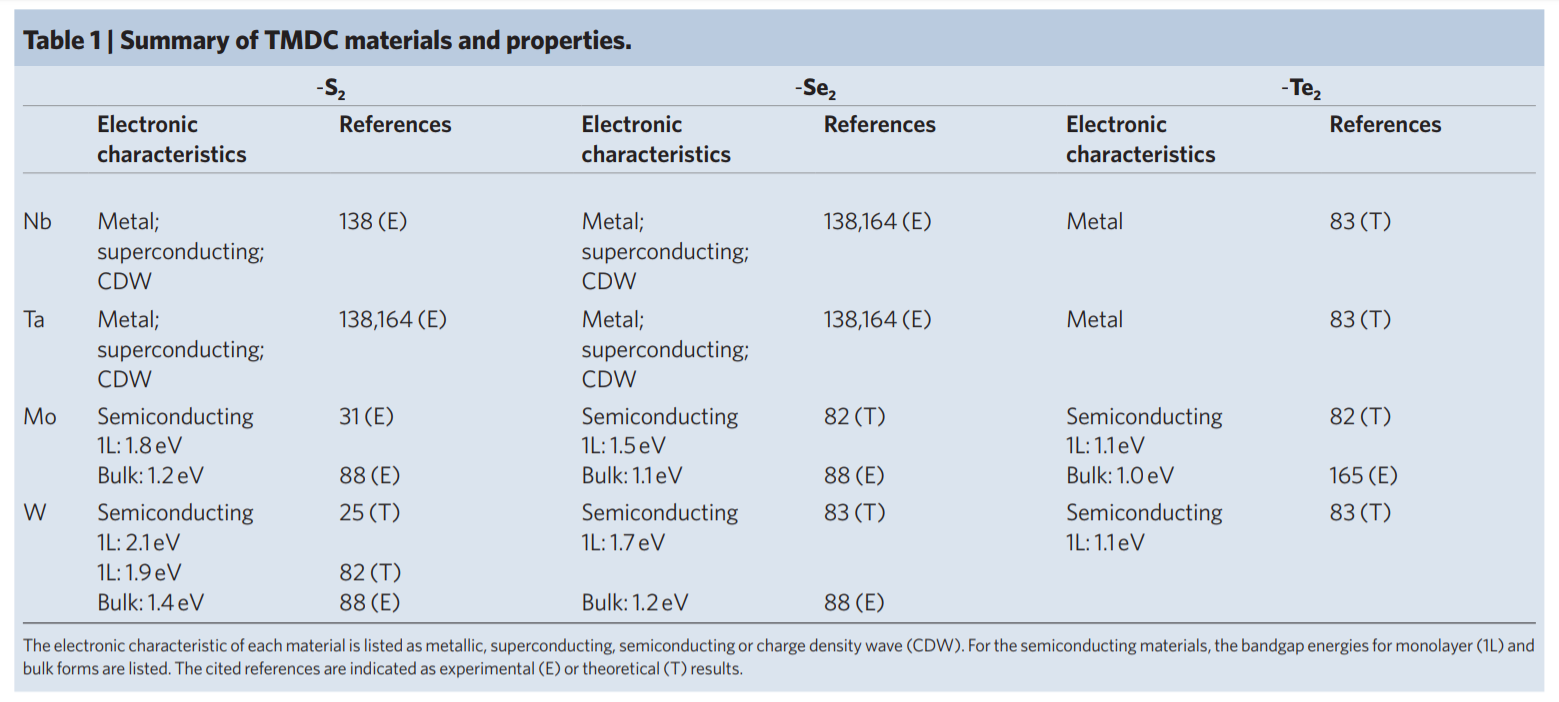 Table 1 | Summary of TMDC materials and properties.
-S2 -Se2 -Te2
Electronic characteristics References Electronic characteristics References Electronic characteristics References
Nb Metal; 138 (E) Metal; 138,164 (E) Metal 83 (T)
superconducting; superconducting;
CDW CDW
Ta Metal; 138,164 (E) Metal; 138,164 (E) Metal 83 (T)
superconducting; superconducting;
CDW CDW
Mo Semiconducting 31 (E) Semiconducting 82 (T) Semiconducting 82 (T)
1L: 1.8 eV 1L: 1.5 eV 1L: 1.1 eV
Bulk: 1.2 eV 88 (E) Bulk: 1.1 eV 88 (E) Bulk: 1.0 eV 165 (E)
W Semiconducting 25 (T) Semiconducting 83 (T) Semiconducting 83 (T)
1L: 2.1 eV 1L: 1.7 eV 1L: 1.1 eV
1L: 1.9 eV 82 (T)
Bulk: 1.4 eV 88 (E) Bulk: 1.2 eV 88 (E)
The electronic characteristic of each material is listed as metallic, superconducting, semiconducting or charge density wave (CDW). For the semiconducting materials, the bandgap energies for monolayer (1L) and
bulk forms are listed. The cited references are indicated as experimental (E) or theoretical (T) results.